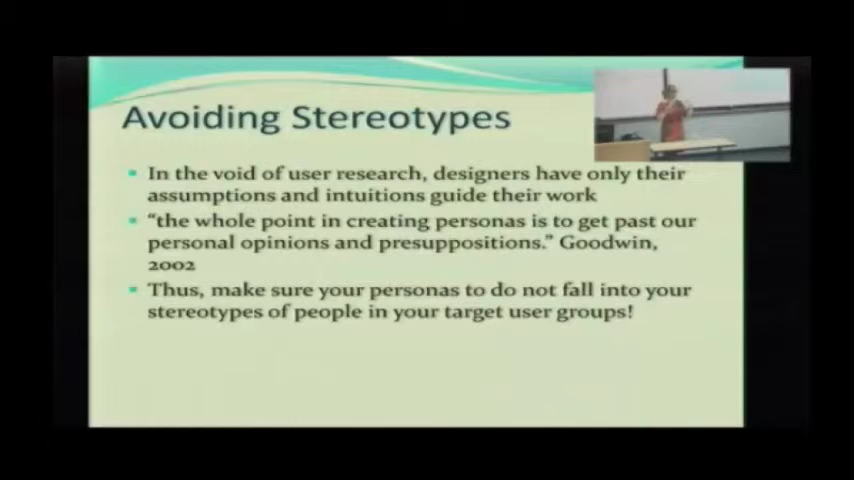 Avoiding Stereotypes
In the void of user research, designers have only their
assumptions and intuitions guide their work
“the whole point in creating personas is to get past our
personal opinions and presuppositions.” Goodwin,
2002
Thus, make sure your personas to do not fall into your
stereotypes of people in your target user groups!